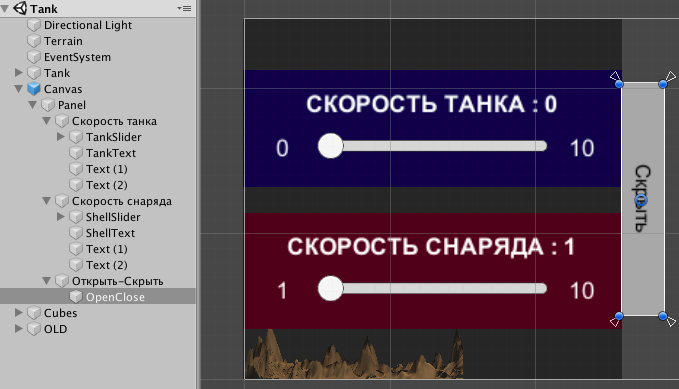 Tank
Directional Light
Terrain
EventSystem
Tank
Canvas
Panel
Скорость танка
TankSlider
TankText
Text (1)
Text (2)
Скорость снаряда
ShellSlider
ShellText
Text (1)
Text (2)
Открыть-Скрыть
OpenClose
Cubes
OLD
СКОРОСТЬ ТАНКА : 0
0
10
СКОРОСТЬ СНАРЯДА : 1
1
10
Скрыть